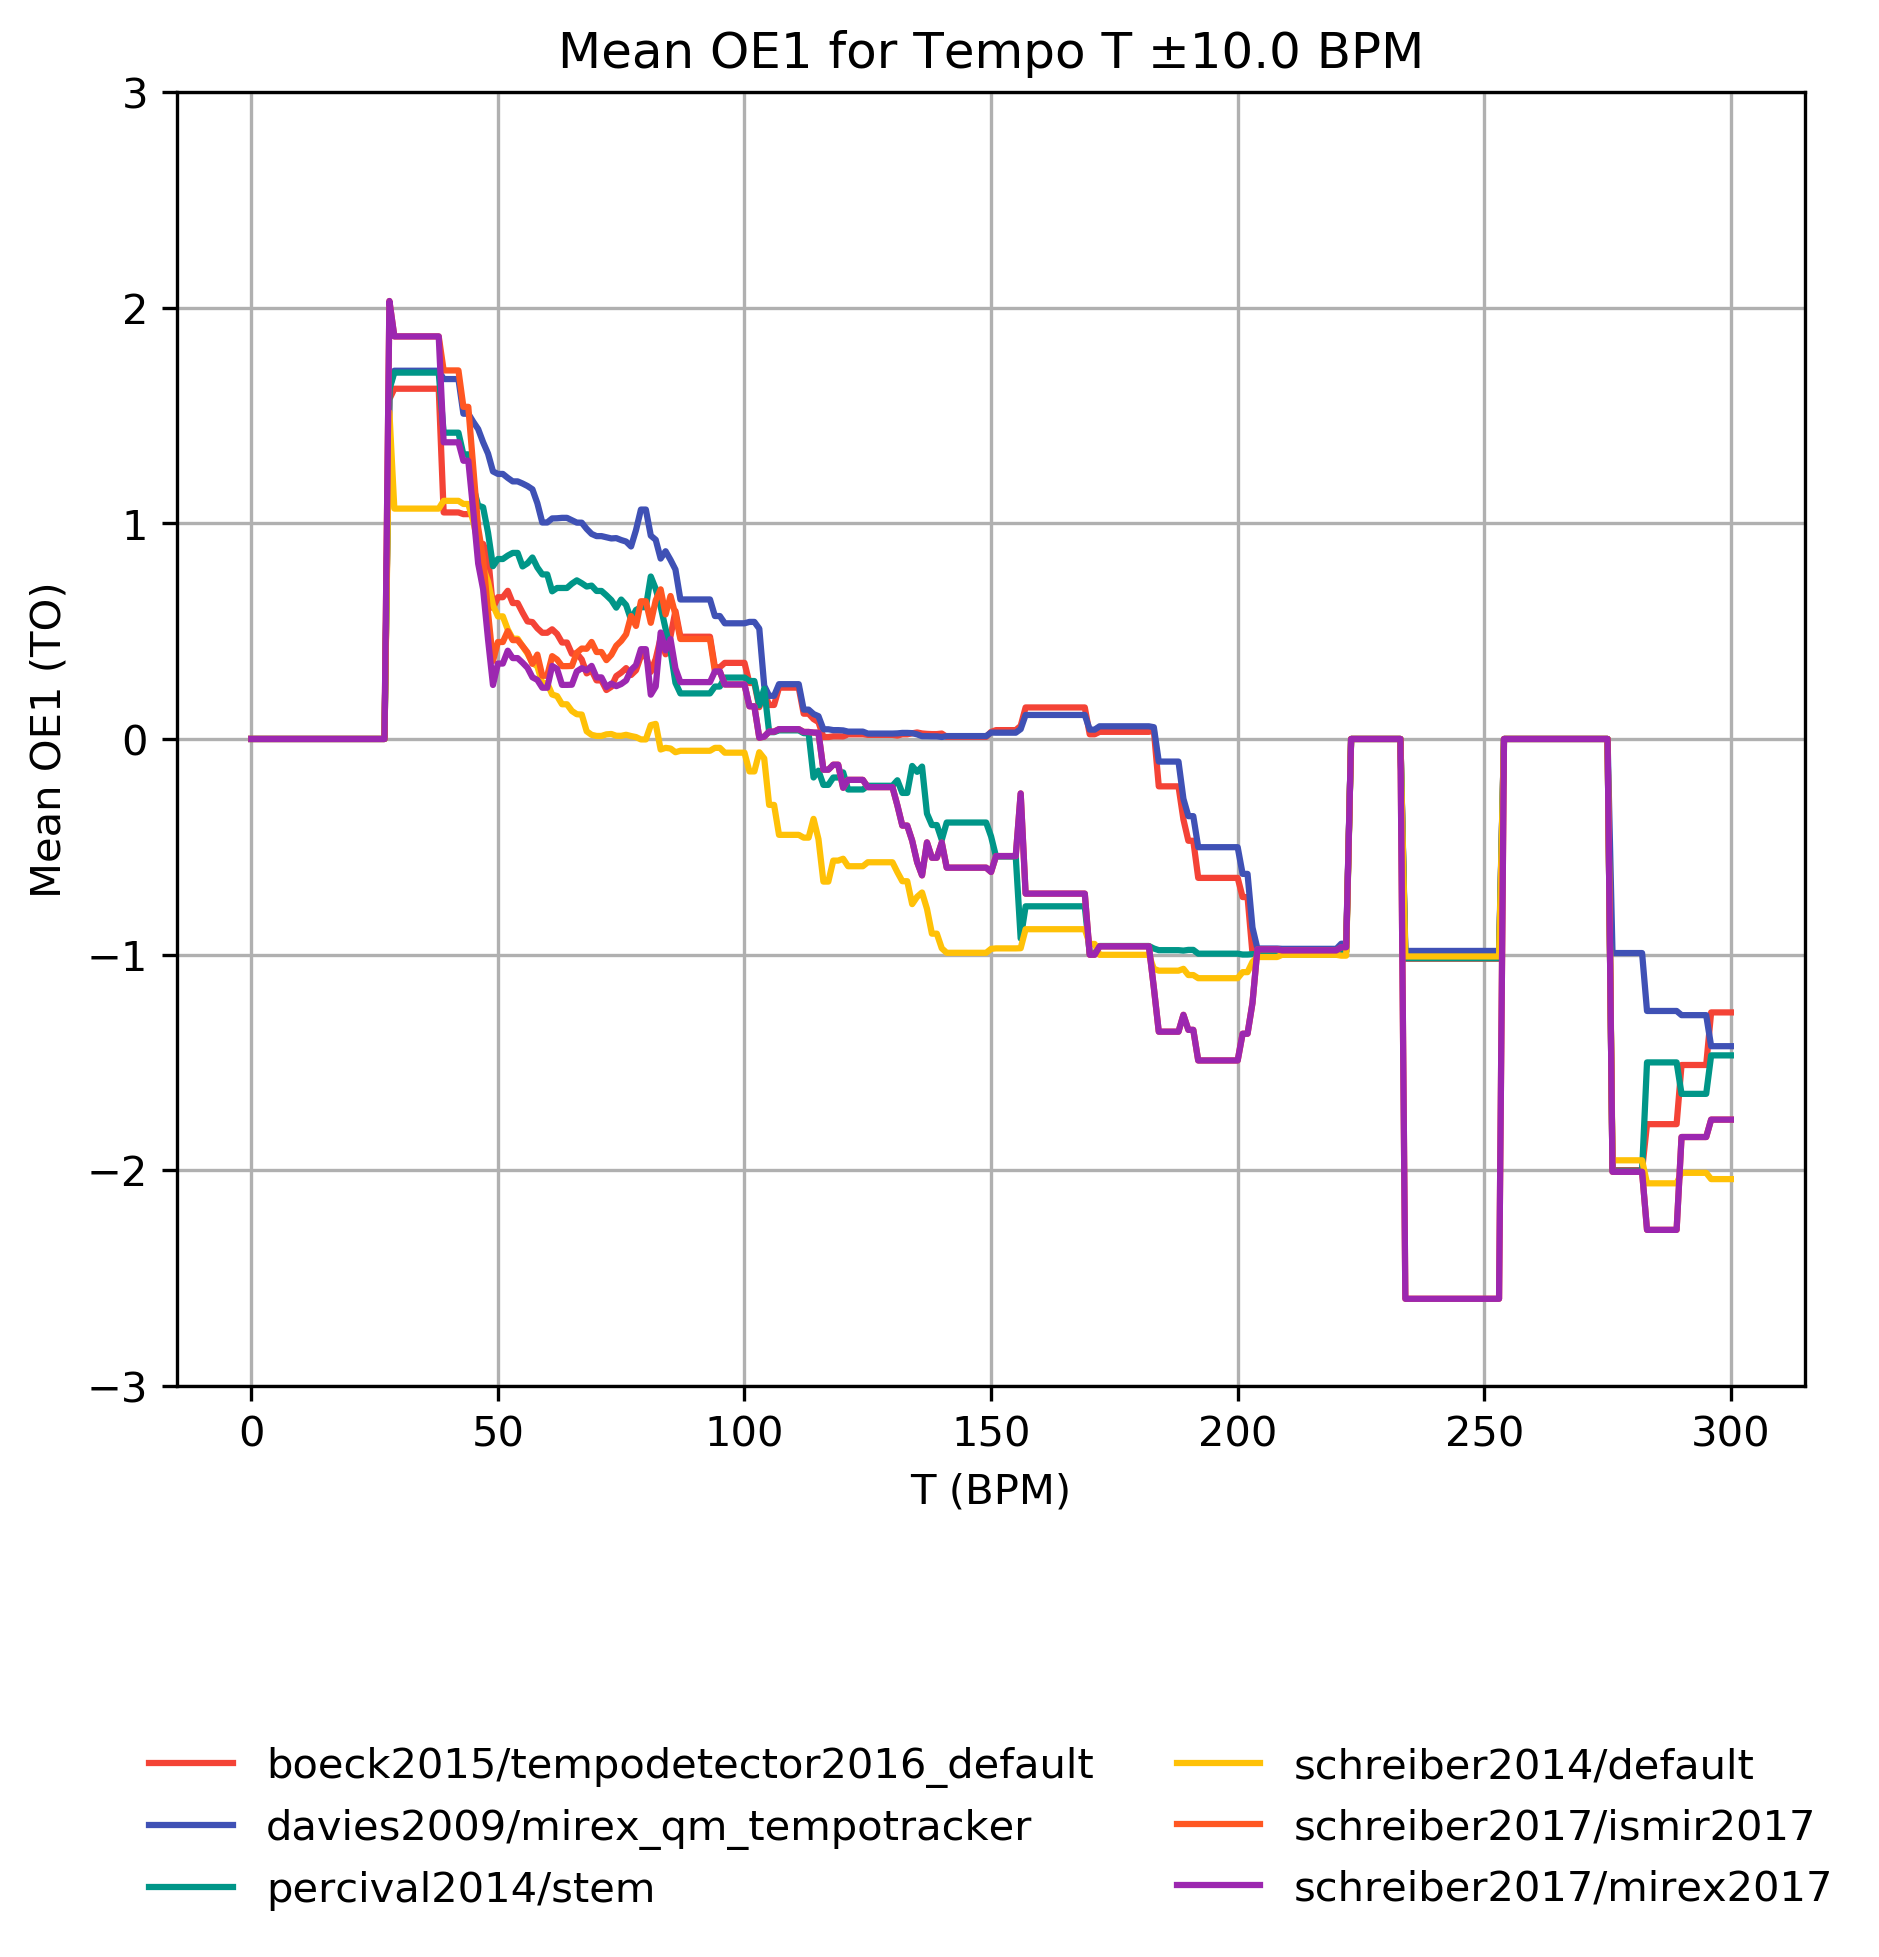 Mean OE1 for Tempo T ±10.0 BPM
Mean OE1 (TO)
3
2
1
0
−1
−2
−3
0 50 100 150 200 250 300
T (BPM)
boeck2015/tempodetector2016_default
davies2009/mirex_qm_tempotracker
percival2014/stem
schreiber2014/default
schreiber2017/ismir2017
schreiber2017/mirex2017